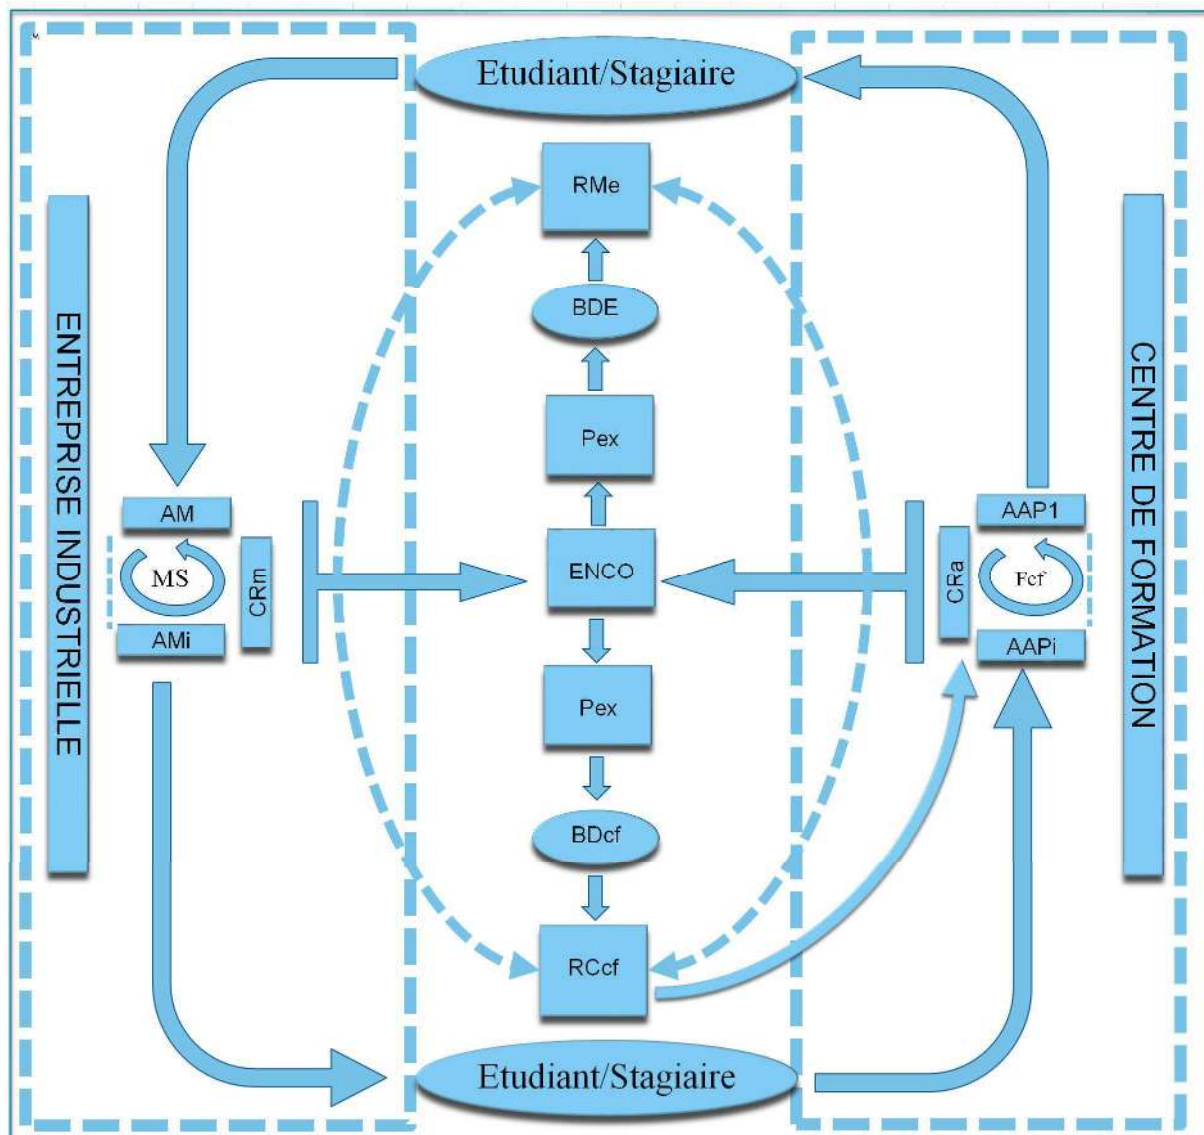 Etudiant/Stagiaire
RMe
BDE
ENTREPRISE INDUSTRIELLE
CENTRE DE FORMATION
Pex
AM
AAP1
MS
CRm
ENCO
CRa
Fcf
AMi
AAPi
Pex
BDcf
RCcf
Etudiant/Stagiaire